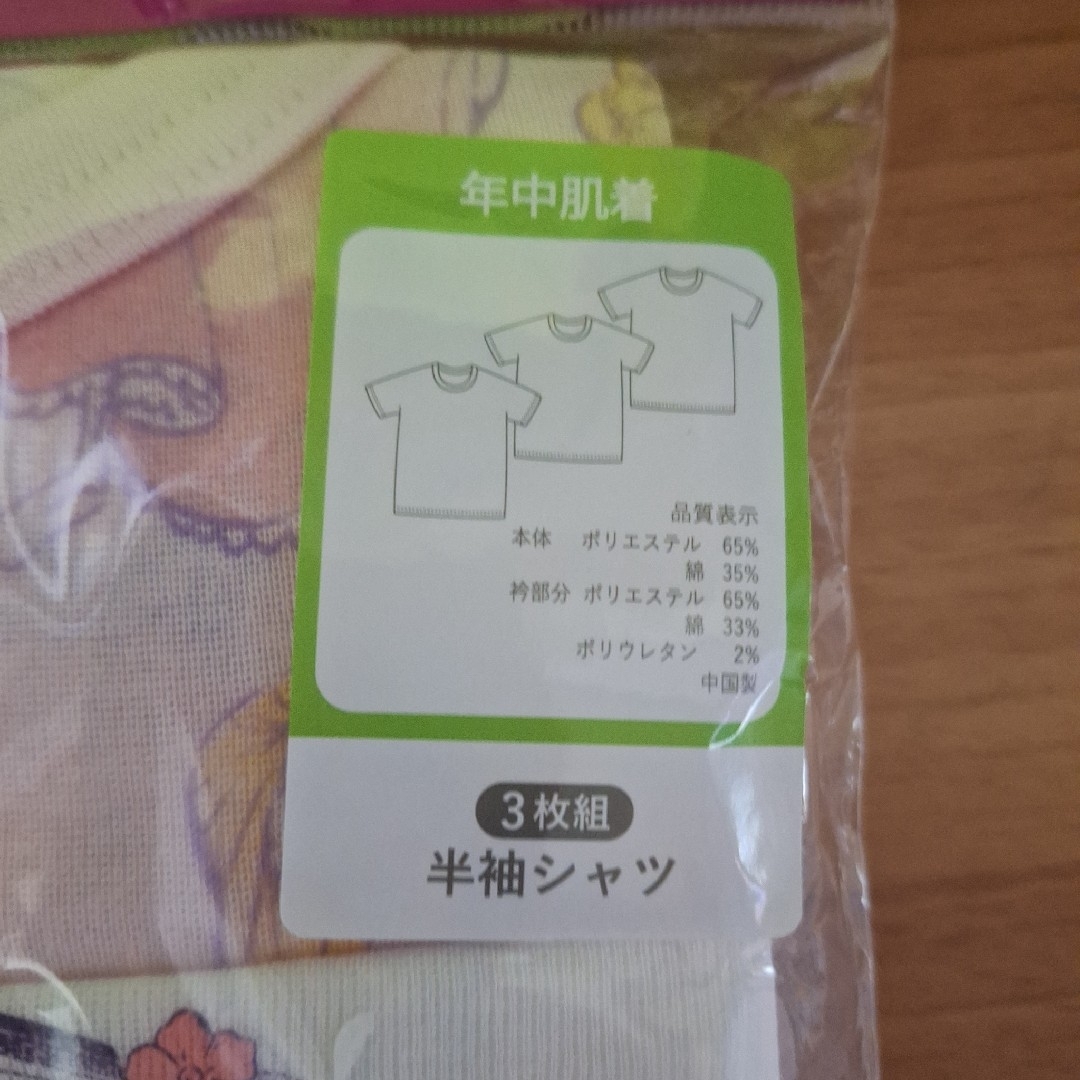 年中肌着
品質表示
本体 ポリエステル 65%
綿 35%
衿部分 ポリエステル 65%
綿 33%
ポリウレタン 2%
中国製
3枚組
半袖シャツ